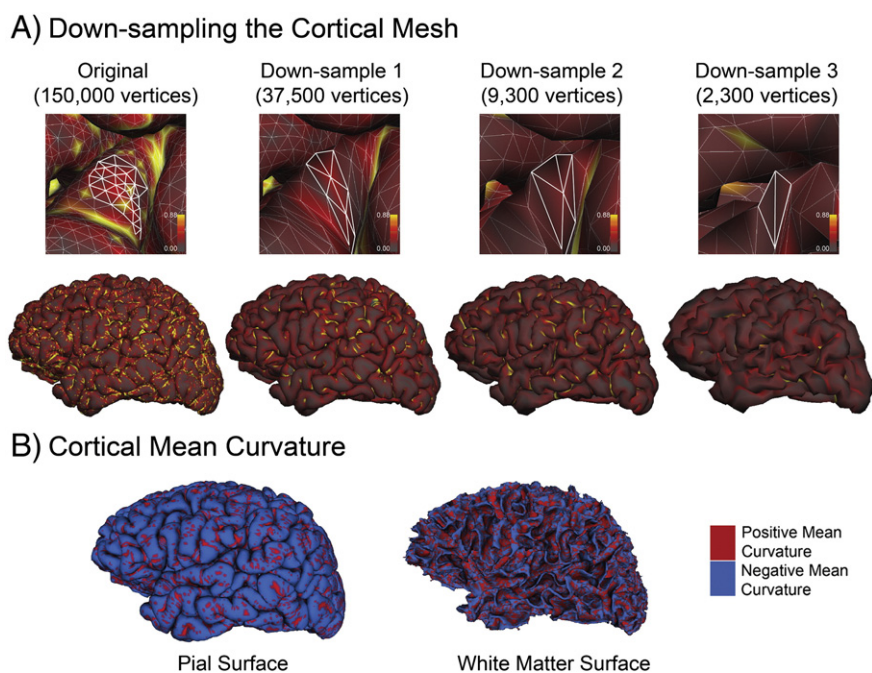 A) Down-sampling the Cortical Mesh
Original
(150,000 vertices)
Down-sample 1
(37,500 vertices)
Down-sample 2
(9,300 vertices)
Down-sample 3
(2,300 vertices)
0.88
0.00
0.88
0.00
0.88
0.00
0.88
0.00
B) Cortical Mean Curvature
Positive Mean
Curvature
Negative Mean
Curvature
Pial Surface
White Matter Surface